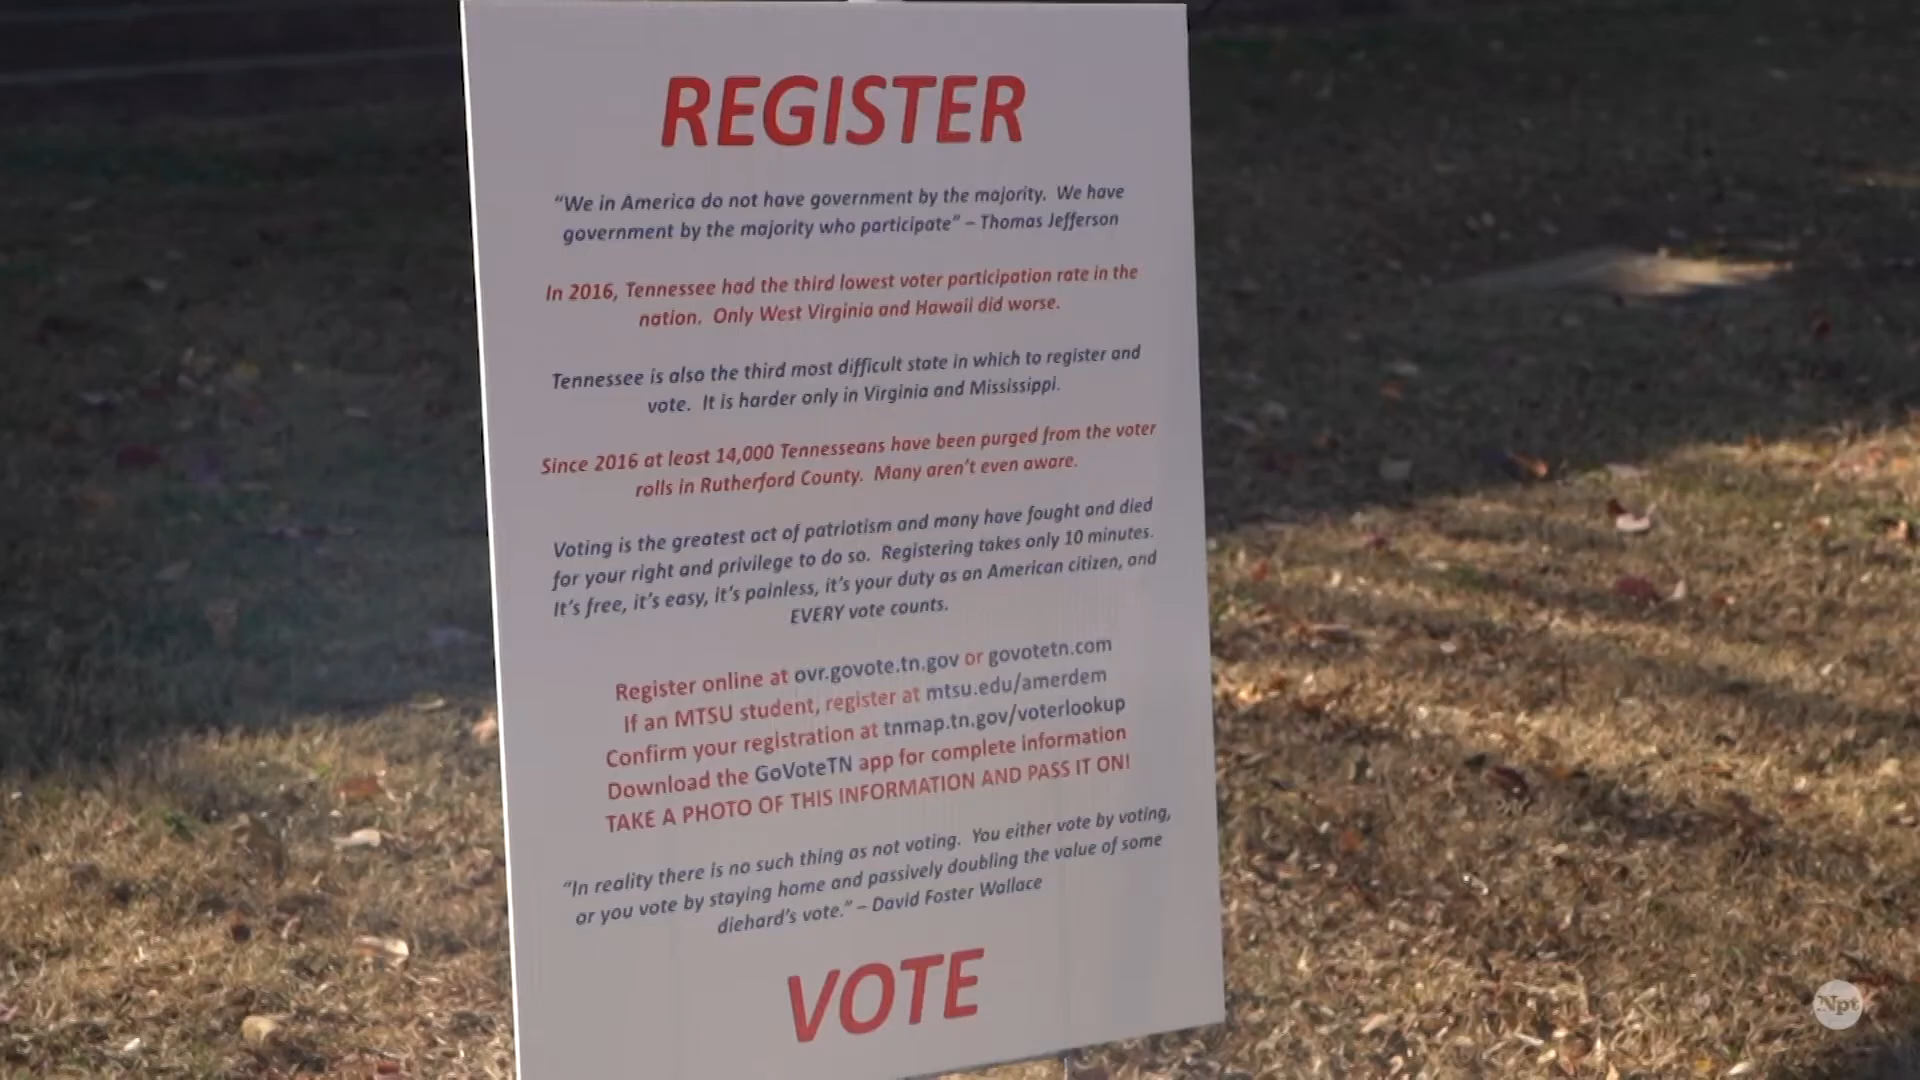 REGISTER
“We in America do not have government by the majority. We have
government by the majority who participate” – Thomas Jefferson
In 2016, Tennessee had the third lowest voter participation rate in the
nation. Only West Virginia and Hawaii did worse.
Tennessee is also the third most difficult state in which to register and
vote. It is harder only in Virginia and Mississippi.
Since 2016 at least 14,000 Tennesseans have been purged from the voter
rolls in Rutherford County. Many aren’t even aware.
Voting is the greatest act of patriotism and many have fought and died
for your right and privilege to do so. Registering takes only 10 minutes.
It’s free, it’s easy, it’s painless, it’s your duty as an American citizen, and
EVERY vote counts.
Register online at ovr.govote.tn.gov or govotetn.com
If an MTSU student, register at mtsu.edu/amerdem
Confirm your registration at tnmap.tn.gov/voterlookup
Download the GoVoteTN app for complete information
TAKE A PHOTO OF THIS INFORMATION AND PASS IT ON!
“In reality there is no such thing as not voting. You either vote by voting,
or you vote by staying home and passively doubling the value of some
diehard’s vote.” – David Foster Wallace
VOTE
Npt